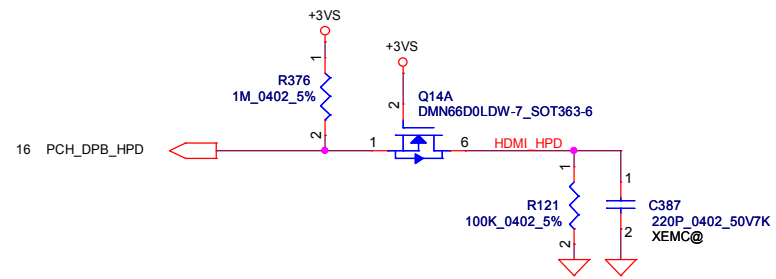 +3VS
+3VS
1
R376
1M_0402_5%
2
2
Q14A
DMN66D0LDW-7_SOT363-6
16 PCH_DPB_HPD
1
6
HDMI_HPD
1
R121
100K_0402_5%
2
1
C387
220P_0402_50V7K
2
XEMC@